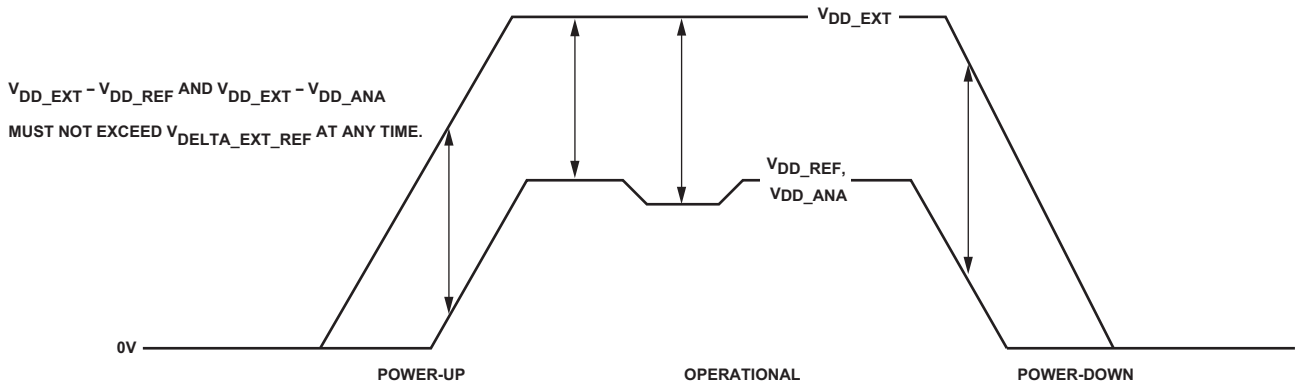 VDD_EXT
VDD_EXT – VDD_REF AND VDD_EXT – VDD_ANA
MUST NOT EXCEED VDELTA_EXT_REF AT ANY TIME.
VDD_REF,
VDD_ANA
0V
POWER-UP OPERATIONAL POWER-DOWN